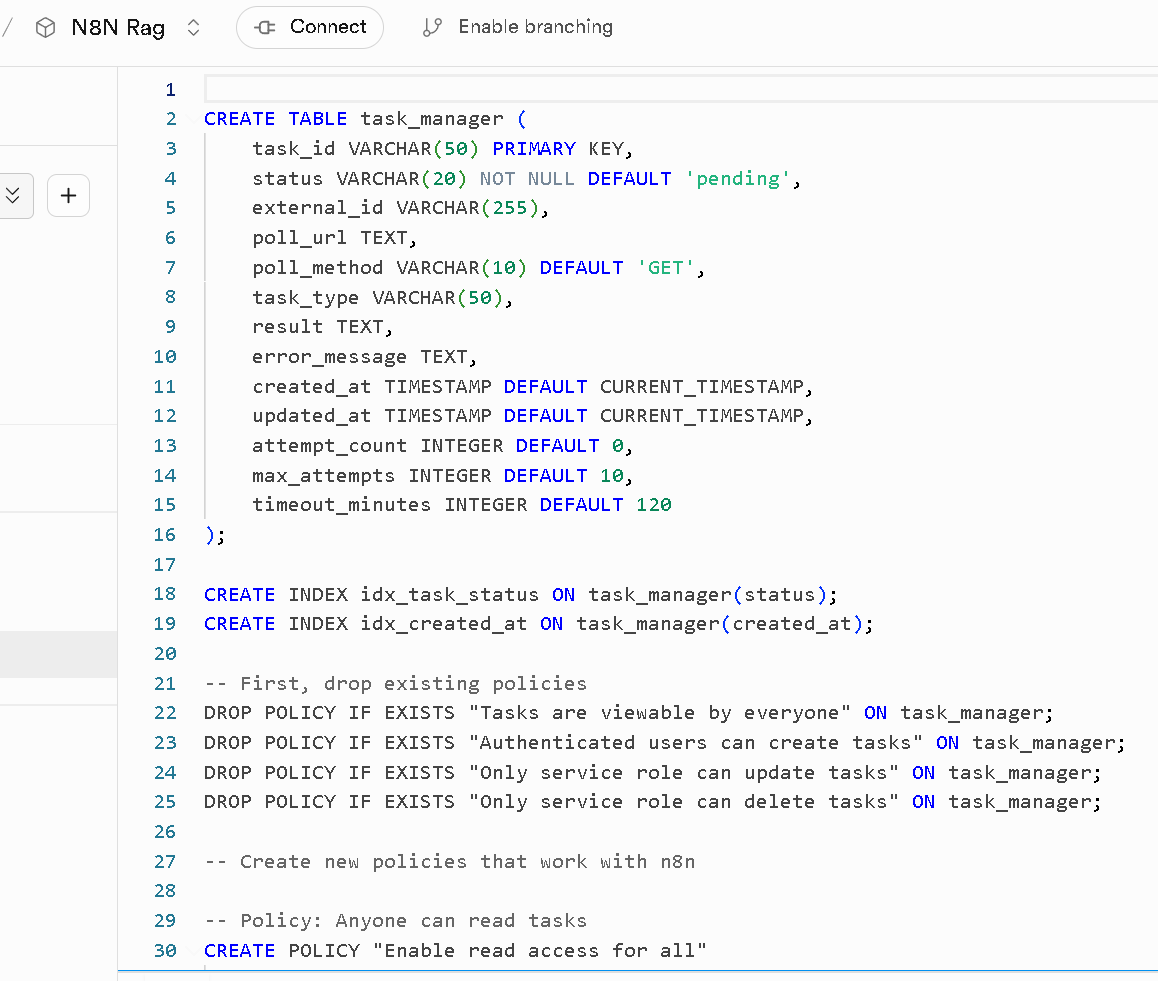 / N8N Rag Connect Enable branching
1
2 CREATE TABLE task_manager (
3 task_id VARCHAR(50) PRIMARY KEY,
4 status VARCHAR(20) NOT NULL DEFAULT 'pending',
5 external_id VARCHAR(255),
6 poll_url TEXT,
7 poll_method VARCHAR(10) DEFAULT 'GET',
8 task_type VARCHAR(50),
9 result TEXT,
10 error_message TEXT,
11 created_at TIMESTAMP DEFAULT CURRENT_TIMESTAMP,
12 updated_at TIMESTAMP DEFAULT CURRENT_TIMESTAMP,
13 attempt_count INTEGER DEFAULT 0,
14 max_attempts INTEGER DEFAULT 10,
15 timeout_minutes INTEGER DEFAULT 120
16 );
17
18 CREATE INDEX idx_task_status ON task_manager(status);
19 CREATE INDEX idx_created_at ON task_manager(created_at);
20
21 -- First, drop existing policies
22 DROP POLICY IF EXISTS "Tasks are viewable by everyone" ON task_manager;
23 DROP POLICY IF EXISTS "Authenticated users can create tasks" ON task_manager;
24 DROP POLICY IF EXISTS "Only service role can update tasks" ON task_manager;
25 DROP POLICY IF EXISTS "Only service role can delete tasks" ON task_manager;
26
27 -- Create new policies that work with n8n
28
29 -- Policy: Anyone can read tasks
30 CREATE POLICY "Enable read access for all"